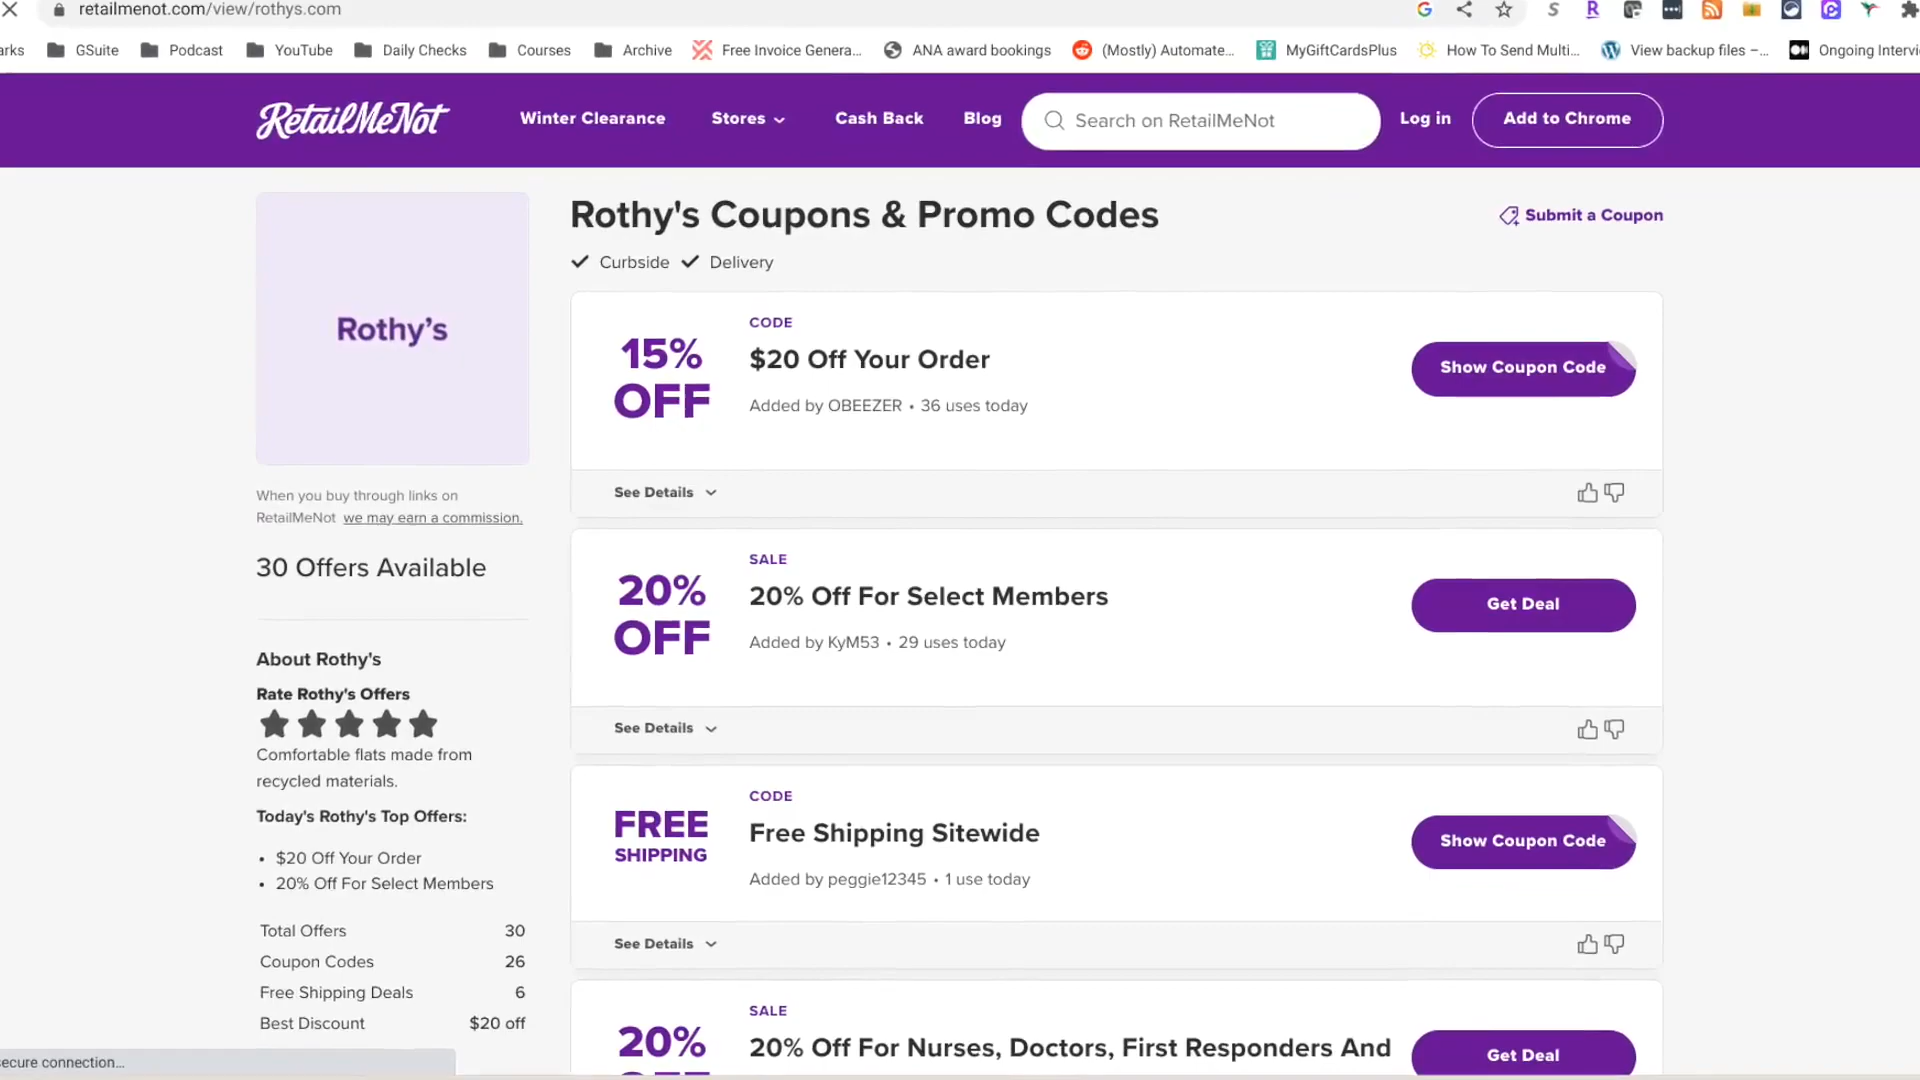 retailmenot.com/view/rothys.com
arks GSuite Podcast YouTube Daily Checks Courses Archive Free Invoice Genera... ANA award bookings (Mostly) Automate... MyGiftCardsPlus How To Send Multi... View backup files –... Ongoing Intervi
RetailMeNot Winter Clearance Stores Cash Back Blog Search on RetailMeNot Log in Add to Chrome
Rothy's Coupons & Promo Codes
Submit a Coupon
Curbside Delivery
Rothy's
CODE
15% OFF
$20 Off Your Order
Show Coupon Code
Added by OBEEZER • 36 uses today
See Details
When you buy through links on
RetailMeNot we may earn a commission.
30 Offers Available
SALE
20% OFF
20% Off For Select Members
Get Deal
Added by KyM53 • 29 uses today
See Details
About Rothy's
Rate Rothy's Offers
Comfortable flats made from
recycled materials.
Today's Rothy's Top Offers:
• $20 Off Your Order
• 20% Off For Select Members
Total Offers 30
Coupon Codes 26
Free Shipping Deals 6
Best Discount $20 off
CODE
FREE
SHIPPING
Free Shipping Sitewide
Show Coupon Code
Added by peggie12345 • 1 use today
See Details
SALE
20%
OFF
20% Off For Nurses, Doctors, First Responders And
Get Deal
ecure connection...